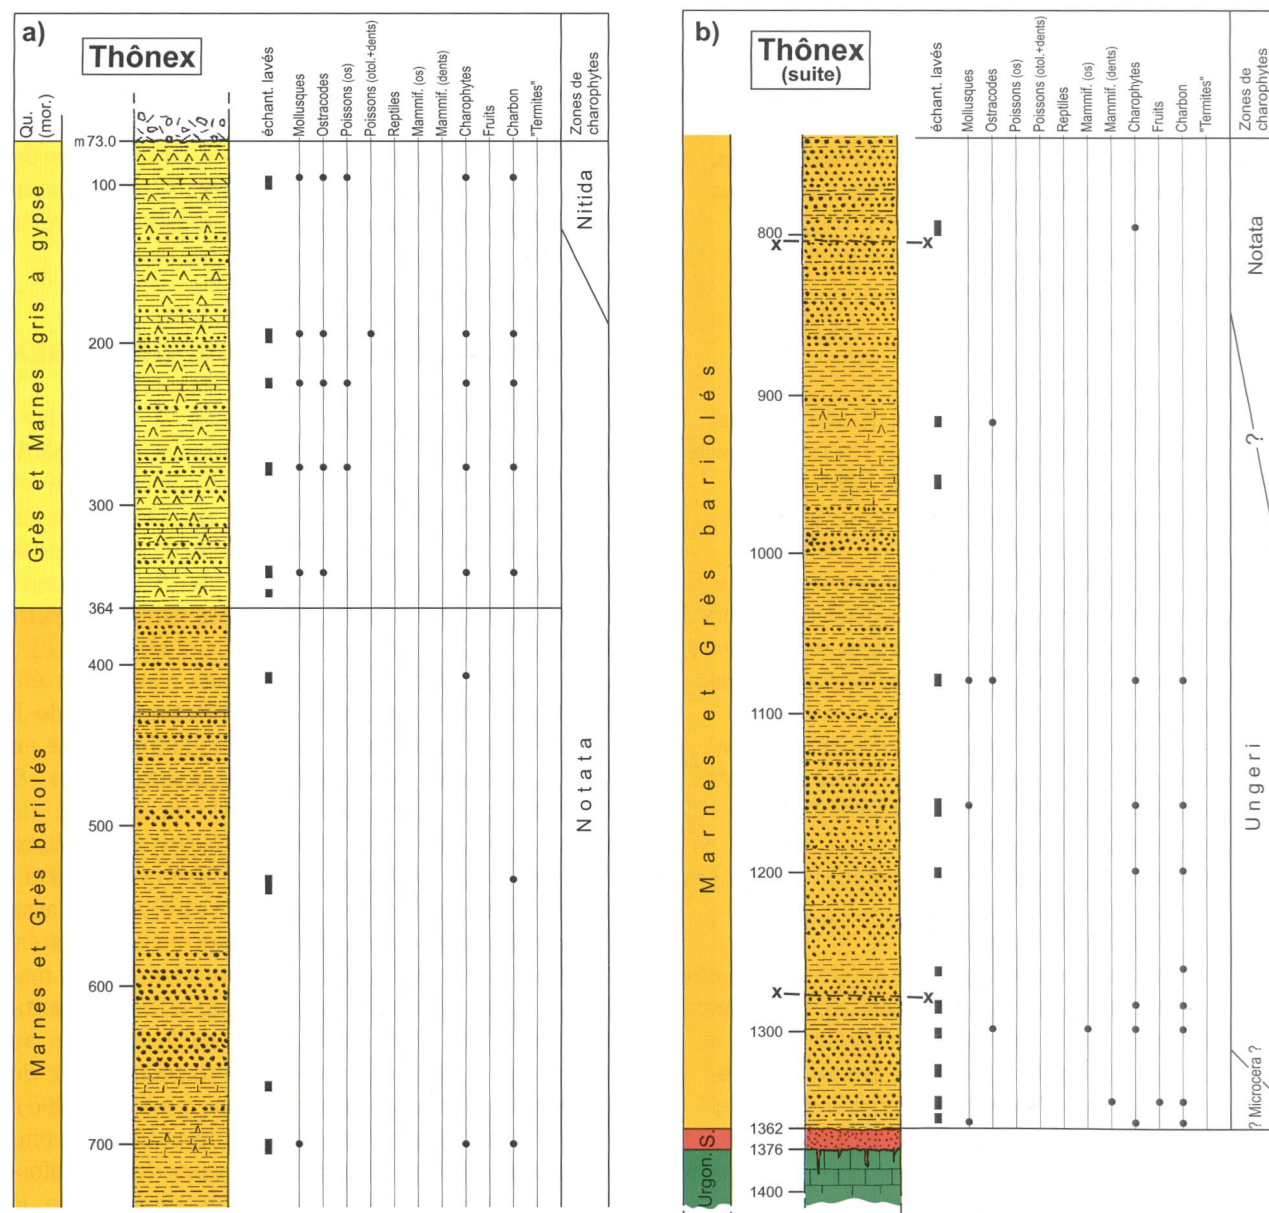 a)
Thônex
Qu.
(mor.)
échant. lavés
Mollusques
Ostracodes
Poissons (os)
Poissons (otol.+dents)
Reptiles
Mammif. (os)
Mammif. (dents)
Charophytes
Fruits
Charbon
"Termites"
Zones de
charophytes
m73.0
100
200
300
364
400
500
600
700
Grès et Marnes gris à gypse
Marnes et Grès bariolés
Nitida
Notata
b)
Thônex
(suite)
échant. lavés
Mollusques
Ostracodes
Poissons (os)
Poissons (otol.+dents)
Reptiles
Mammif. (os)
Mammif. (dents)
Charophytes
Fruits
Charbon
"Termites"
Zones de
charophytes
800
x x
900
1000
1100
1200
x x
1300
1362
1376
1400
Marnes et Grès bariolés
S.
Urgon.
Notata
?
Ungeri
? Microcera ?